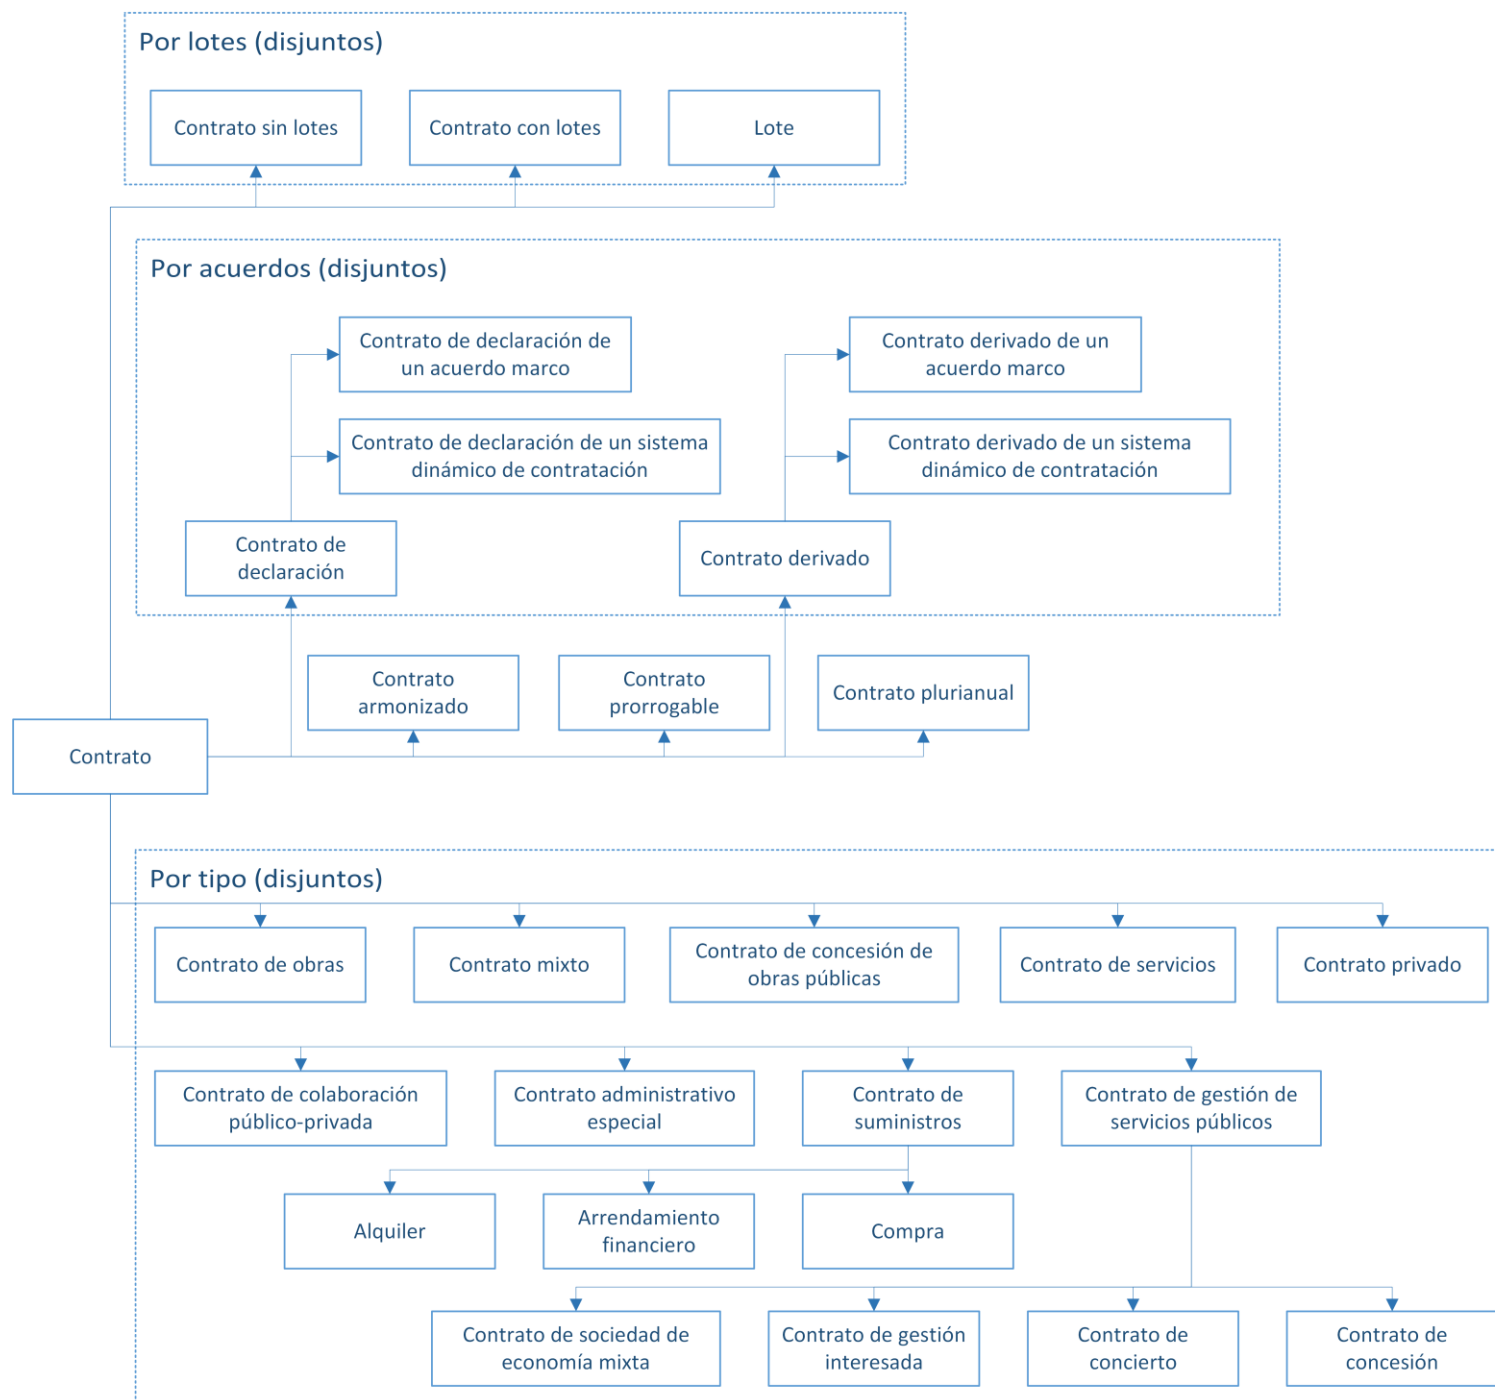 Por lotes (disjuntos)
Contrato sin lotes
Contrato con lotes
Lote
Por acuerdos (disjuntos)
Contrato de declaración de
un acuerdo marco
Contrato derivado de un
acuerdo marco
Contrato de declaración de un sistema
dinámico de contratación
Contrato derivado de un sistema
dinámico de contratación
Contrato de
declaración
Contrato derivado
Contrato
armonizado
Contrato
prorrogable
Contrato plurianual
Contrato
Por tipo (disjuntos)
Contrato de obras
Contrato mixto
Contrato de concesión de
obras públicas
Contrato de servicios
Contrato privado
Contrato de colaboración
público-privada
Contrato administrativo
especial
Contrato de
suministros
Contrato de gestión de
servicios públicos
Alquiler
Arrendamiento
financiero
Compra
Contrato de sociedad de
economía mixta
Contrato de gestión
interesada
Contrato de
concierto
Contrato de
concesión